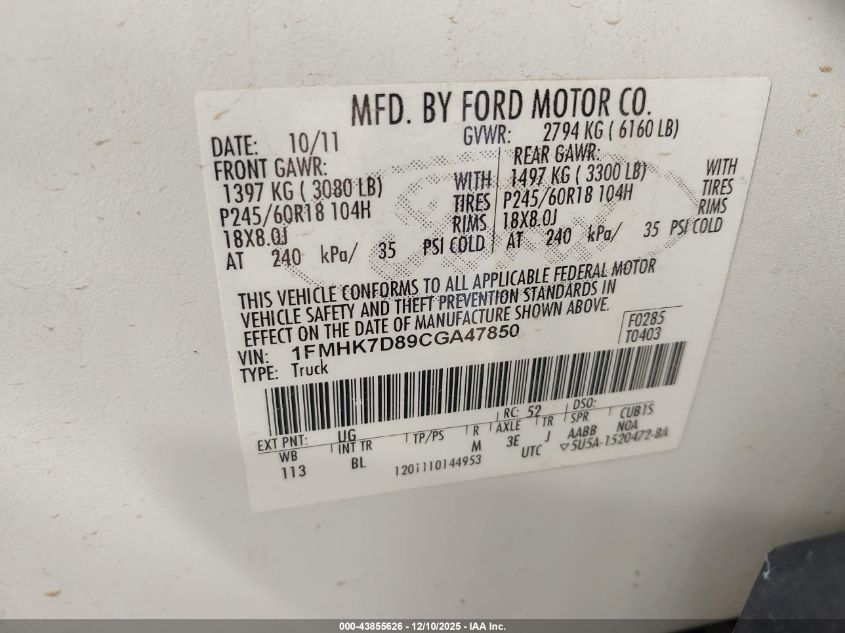 MFD. BY FORD MOTOR CO.
DATE: 10/11 GVWR: 2794 KG ( 6160 LB)
FRONT GAWR: REAR GAWR:
1397 KG ( 3080 LB) WITH 1497 KG ( 3300 LB) WITH
P245/60R18 104H TIRES P245/60R18 104H TIRES
18X8.0J RIMS 18X8.0J RIMS
AT 240 kPa/ 35 PSI COLD AT 240 kPa/ 35 PSI COLD
THIS VEHICLE CONFORMS TO ALL APPLICABLE FEDERAL MOTOR
VEHICLE SAFETY AND THEFT PREVENTION STANDARDS IN
EFFECT ON THE DATE OF MANUFACTURE SHOWN ABOVE.
VIN: 1FMHK7D89CGA47850 F0285
TYPE: Truck T0403
EXT PNT: UG RC: 52 DSO:
WB INT TR TP/PS R AXLE TR SPR CUBIS
113 BL M 3E J AABB NOA
1201110144953 UTC ▽5U5A-1520472-BA
000-43855626 - 12/10/2025 - IAA Inc.